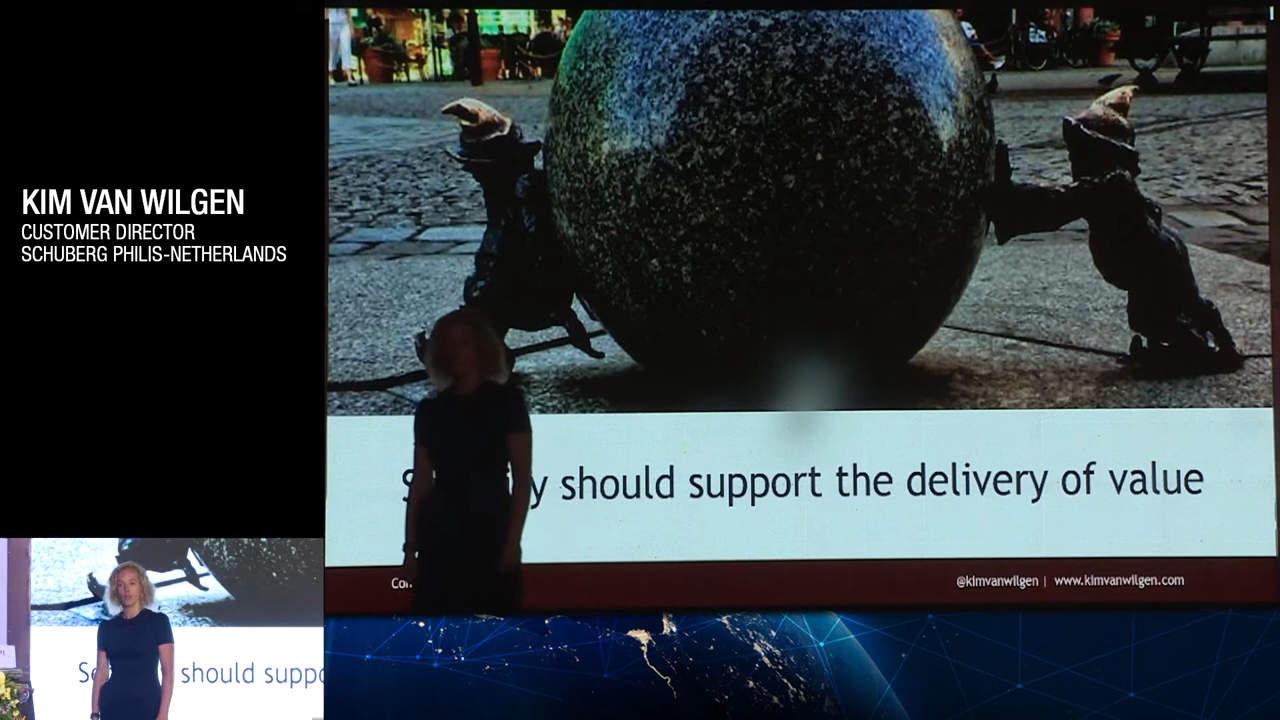 KIM VAN WILGEN
CUSTOMER DIRECTOR
SCHUBERG PHILIS-NETHERLANDS
should support the delivery of value
@kimvanwilgen | www.kimvanwilgen.com
should